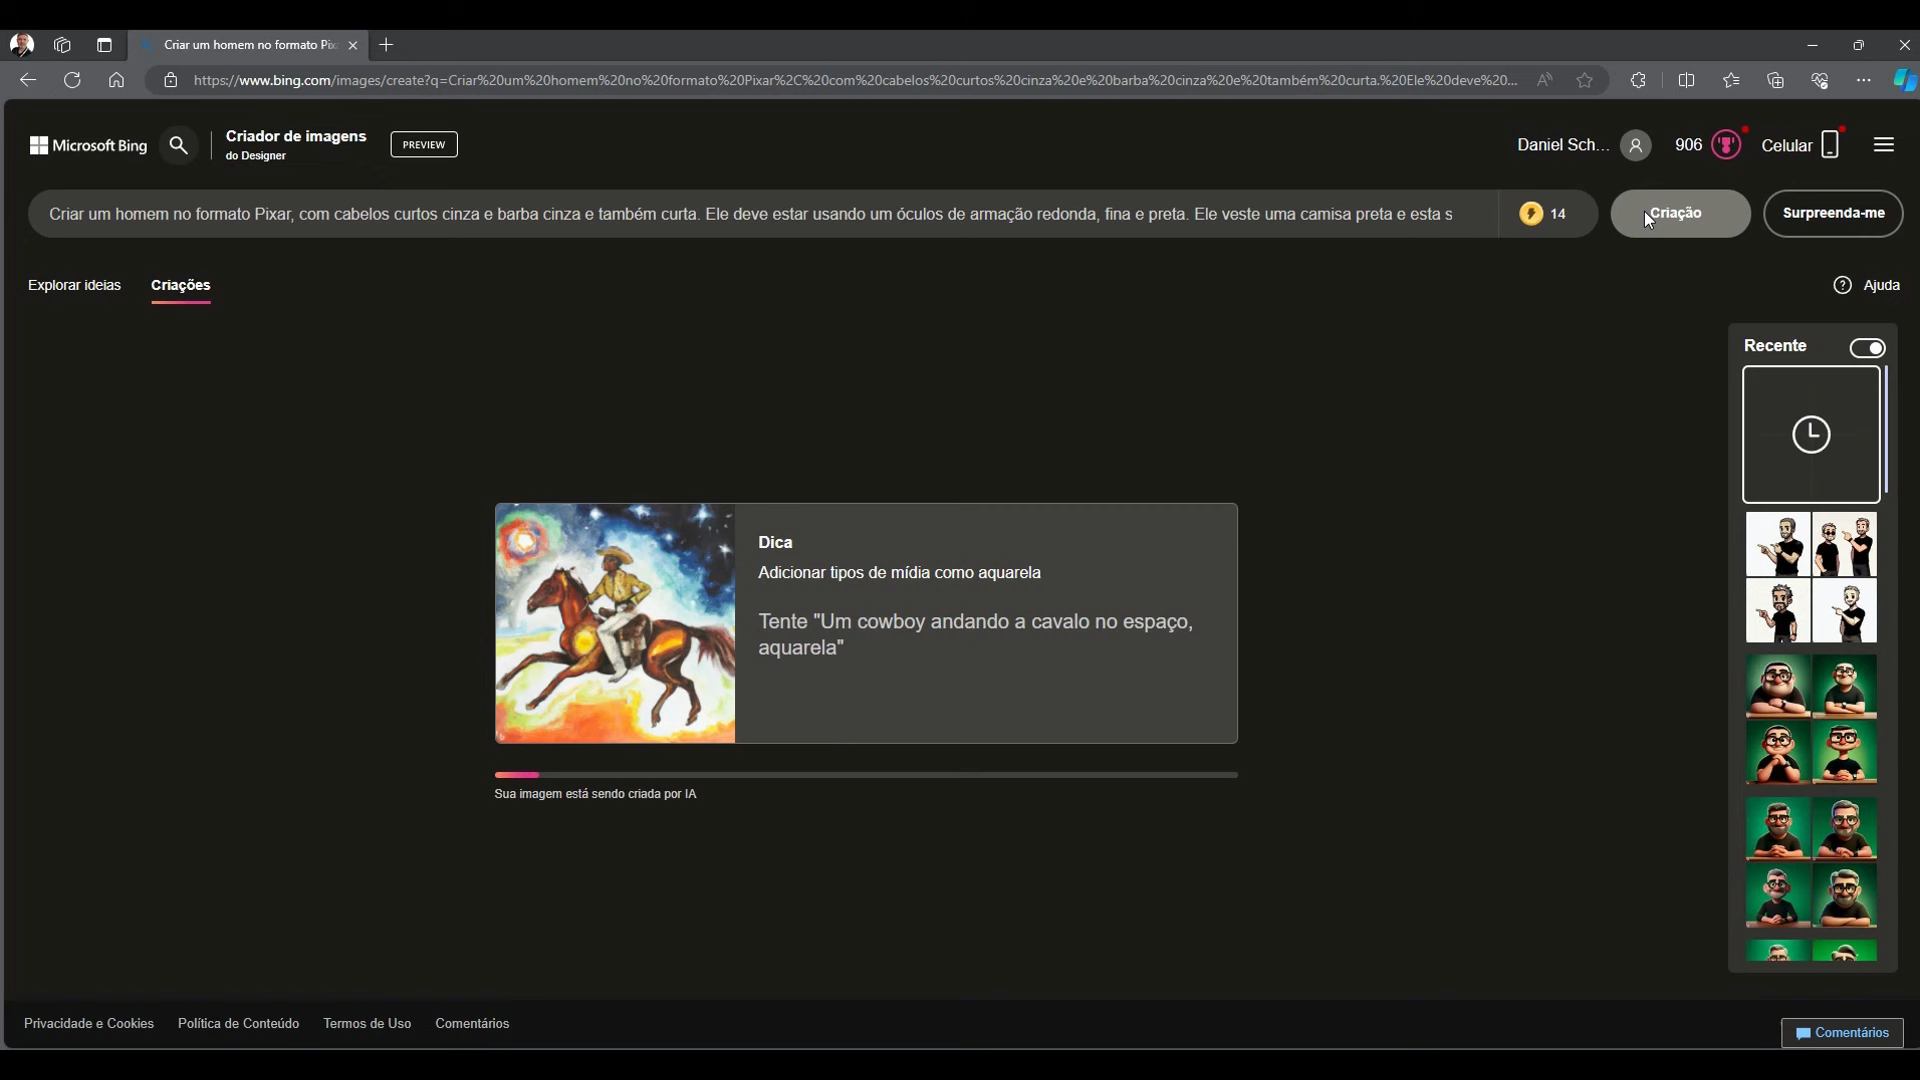 Criar um homem no formato Pix
https://www.bing.com/images/create?q=Criar%20um%20homem%20no%20formato%20Pixar%2C%20com%20cabelos%20curtos%20cinza%20e%20barba%20cinza%20e%20também%20curta.%20Ele%20deve%20...
Microsoft Bing
Criador de imagens
do Designer
PREVIEW
Daniel Sch...
906
Celular
Criar um homem no formato Pixar, com cabelos curtos cinza e barba cinza e também curta. Ele deve estar usando um óculos de armação redonda, fina e preta. Ele veste uma camisa preta e esta s
14
Criação
Surpreenda-me
Explorar ideias
Criações
Ajuda
Recente
Dica
Adicionar tipos de mídia como aquarela
Tente "Um cowboy andando a cavalo no espaço,
aquarela"
Sua imagem está sendo criada por IA
Privacidade e Cookies
Política de Conteúdo
Termos de Uso
Comentários
Comentários